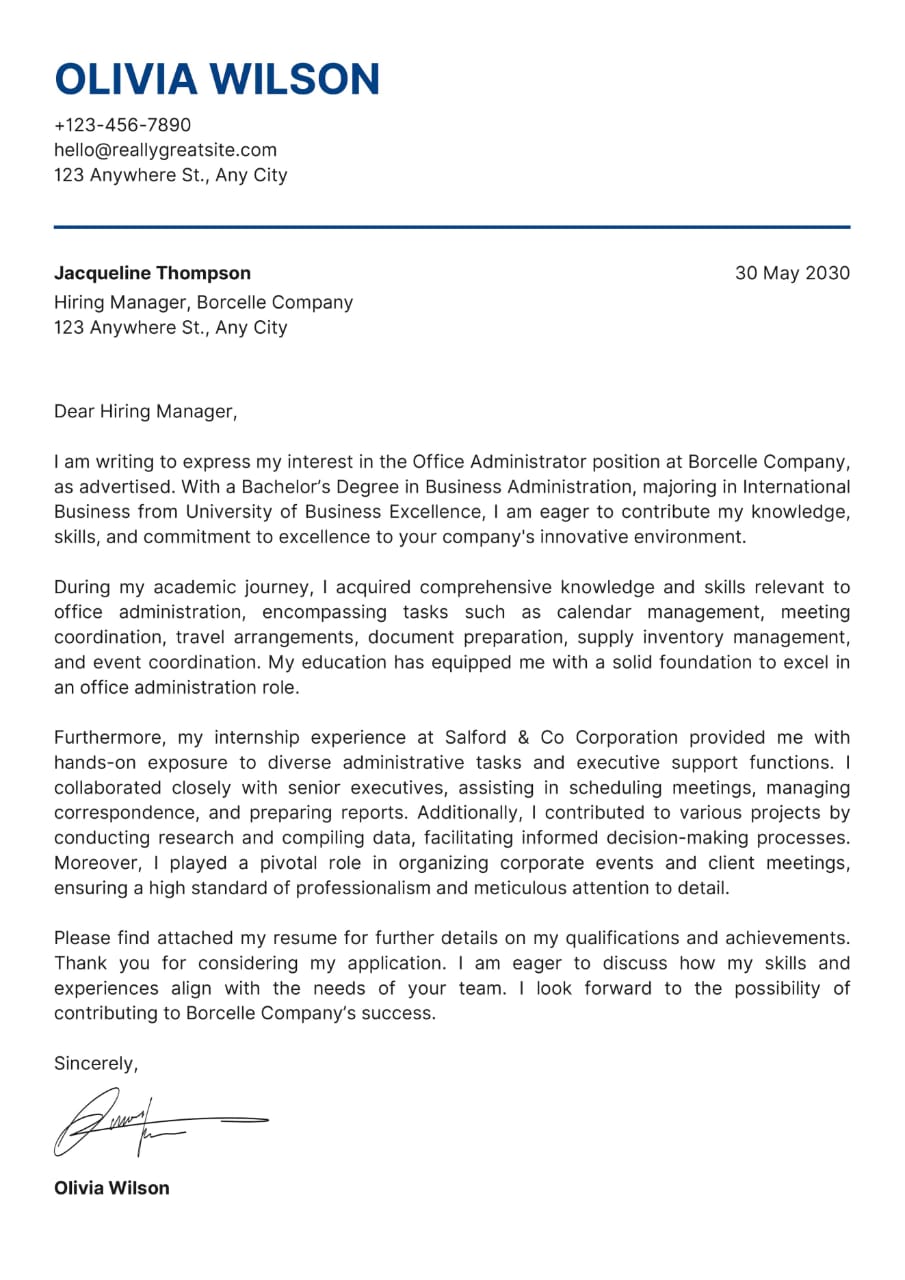 OLIVIA WILSON
+123-456-7890
hello@reallygreatsite.com
123 Anywhere St., Any City
Jacqueline Thompson
30 May 2030
Hiring Manager, Borcelle Company
123 Anywhere St., Any City
Dear Hiring Manager,
I am writing to express my interest in the Office Administrator position at Borcelle Company,
as advertised. With a Bachelor’s Degree in Business Administration, majoring in International
Business from University of Business Excellence, I am eager to contribute my knowledge,
skills, and commitment to excellence to your company's innovative environment.
During my academic journey, I acquired comprehensive knowledge and skills relevant to
office administration, encompassing tasks such as calendar management, meeting
coordination, travel arrangements, document preparation, supply inventory management,
and event coordination. My education has equipped me with a solid foundation to excel in
an office administration role.
Furthermore, my internship experience at Salford & Co Corporation provided me with
hands-on exposure to diverse administrative tasks and executive support functions. I
collaborated closely with senior executives, assisting in scheduling meetings, managing
correspondence, and preparing reports. Additionally, I contributed to various projects by
conducting research and compiling data, facilitating informed decision-making processes.
Moreover, I played a pivotal role in organizing corporate events and client meetings,
ensuring a high standard of professionalism and meticulous attention to detail.
Please find attached my resume for further details on my qualifications and achievements.
Thank you for considering my application. I am eager to discuss how my skills and
experiences align with the needs of your team. I look forward to the possibility of
contributing to Borcelle Company’s success.
Sincerely,
Olivia Wilson